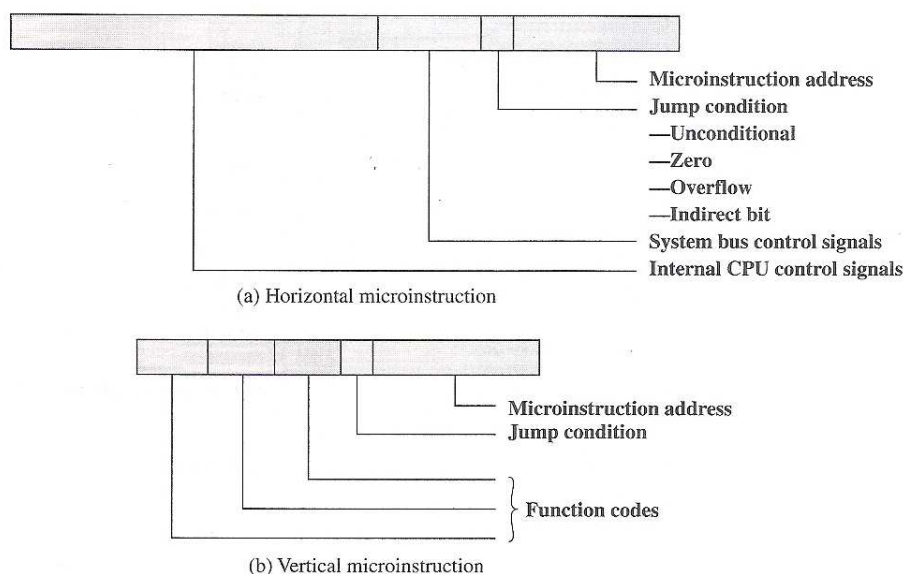 Microinstruction address
Jump condition
—Unconditional
—Zero
—Overflow
—Indirect bit
System bus control signals
Internal CPU control signals
(a) Horizontal microinstruction
Microinstruction address
Jump condition
Function codes
(b) Vertical microinstruction